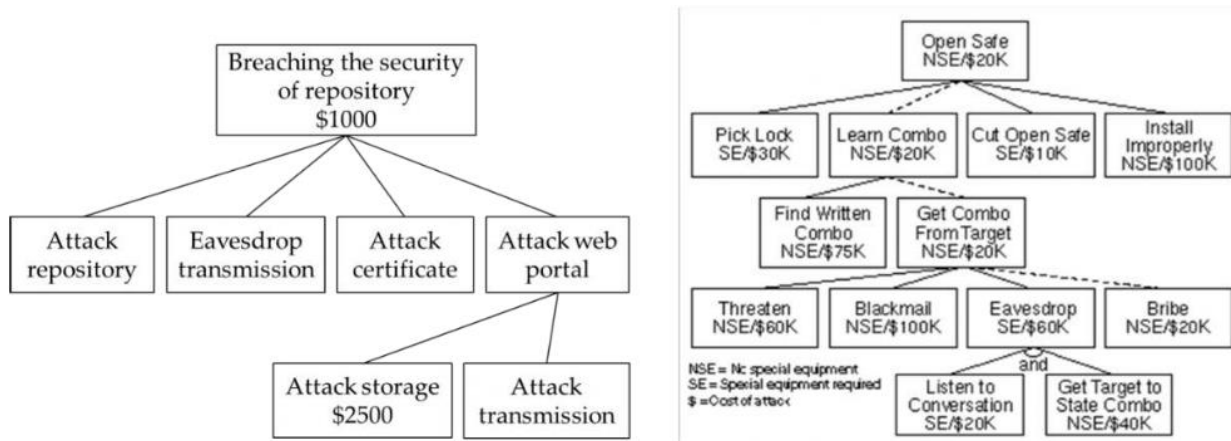 Breaching the security
of repository
$1000
Attack
repository
Eavesdrop
transmission
Attack
certificate
Attack web
portal
Attack storage
$2500
Attack
transmission
Open Safe
NSE/$20K
Pick Lock
SE/$30K
Learn Combo
NSE/$20K
Cut Open Safe
SE/$10K
Install
Improperly
NSE/$100K
Find Written
Combo
NSE/$75K
Get Combo
From Target
NSE/$20K
Threaten
NSE/$60K
Blackmail
NSE/$100K
Eavesdrop
SE/$60K
Bribe
NSE/$20K
and
NSE = No special equipment
SE = Special equipment required
$ =Cost of attack
Listen to
Conversation
SE/$20K
Get Target to
State Combo
NSE/$40K